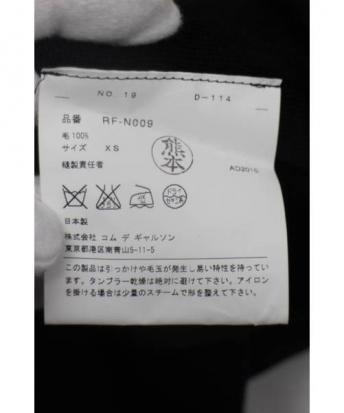 NO. 19 D-114
品番 RF-N009
毛100%
サイズ XS
熊本
縫製責任者
AD2015
ドライ
日本製
株式会社 コム デ ギャルソン
東京都港区南青山5-11-5
この製品は引っかけや毛玉が発生し易い特性を持ってい
ます。タンブラー乾燥は絶対に避けて下さい。アイロン
を掛ける場合は少量のスチームで形を整えて下さい。